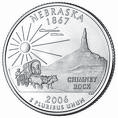 NEBRASKA
1867
CHIMNEY
ROCK
2006
E PLURIBUS UNUM